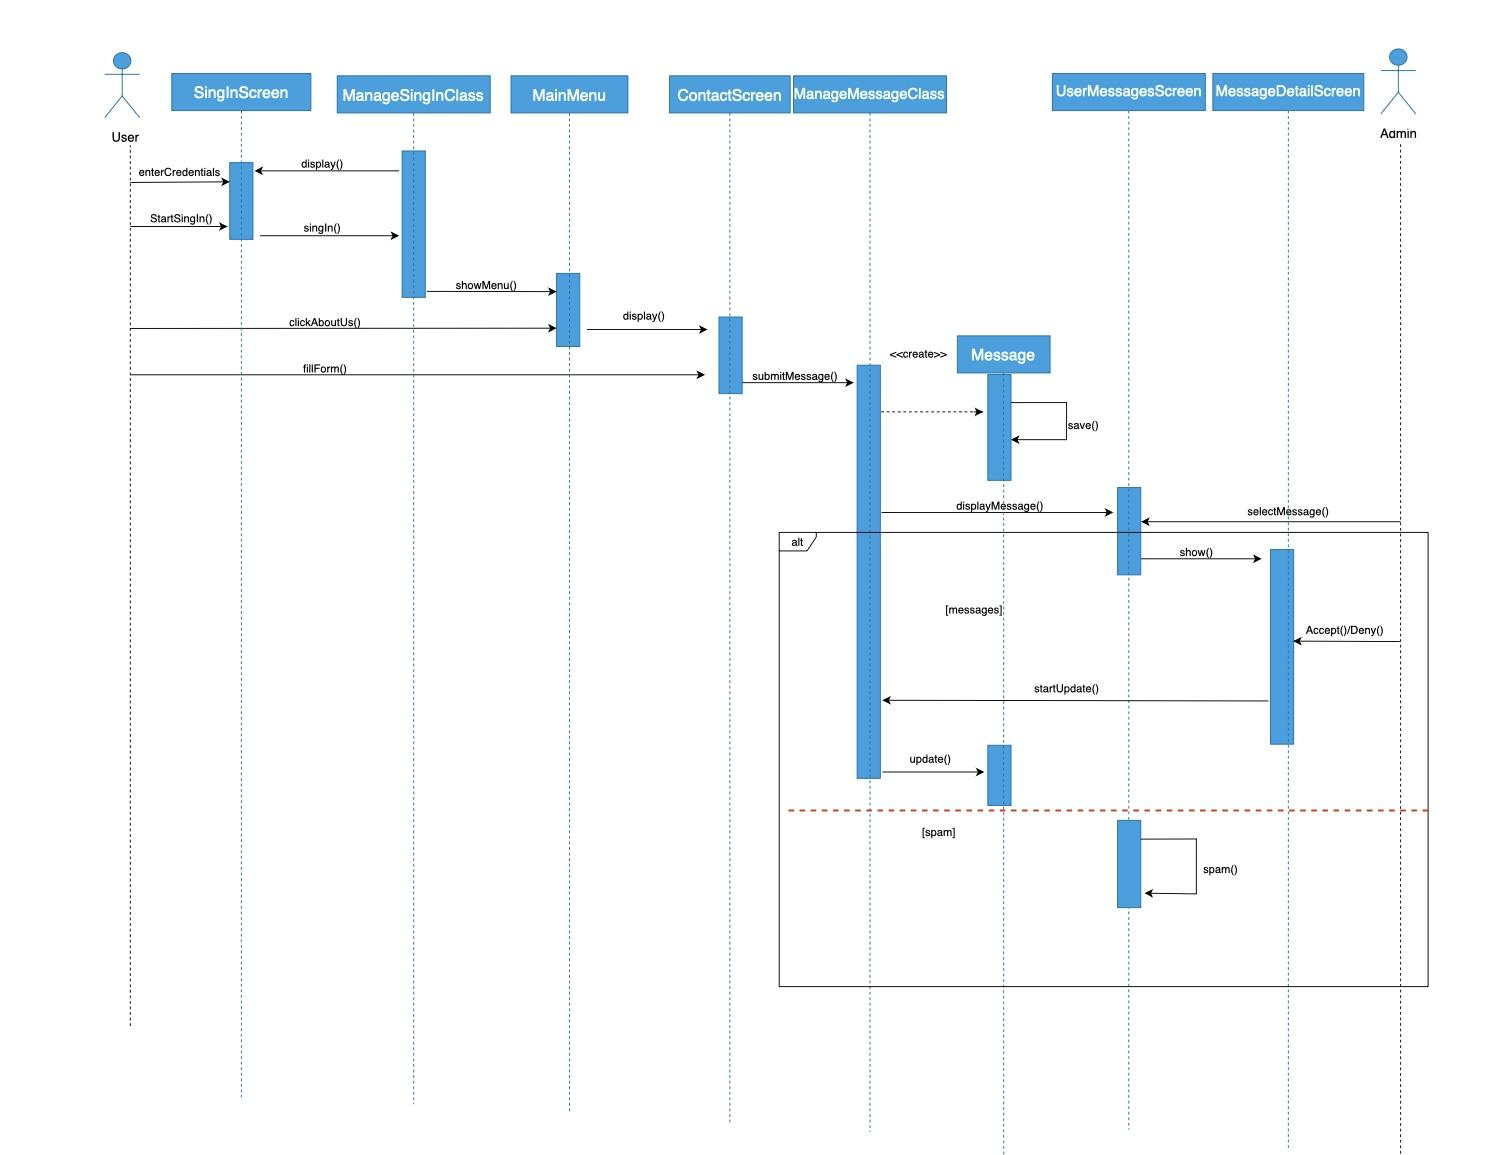 SingInScreen
ManageSingInClass
MainMenu
ContactScreen
ManageMessageClass
UserMessagesScreen
MessageDetailScreen
User
Admin
display()
enterCredentials
StartSingIn()
singIn()
showMenu()
clickAboutUs()
display()
<<create>>
Message
fillForm()
submitMessage()
save()
displayMessage()
selectMessage()
alt
show()
[messages]
Accept()/Deny()
startUpdate()
update()
[spam]
spam()